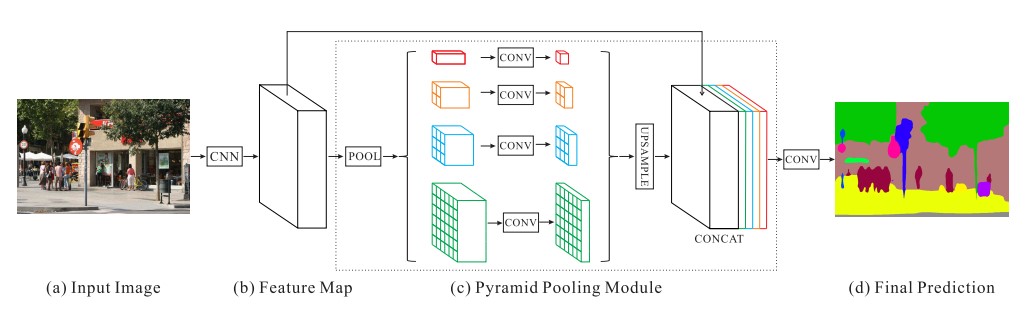 CNN
POOL
CONV
CONV
CONV
CONV
UPSAMPLE
CONCAT
CONV
(a) Input Image
(b) Feature Map
(c) Pyramid Pooling Module
(d) Final Prediction